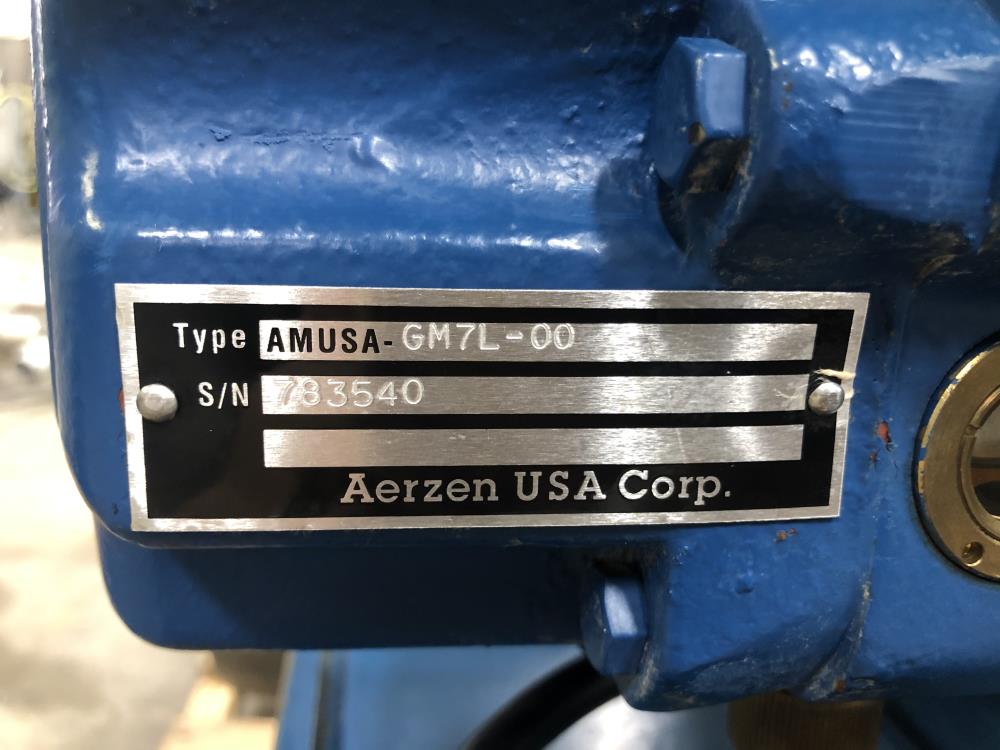 Type AMUSA-GM7L-00
S/N 783540
Aerzen USA Corp.